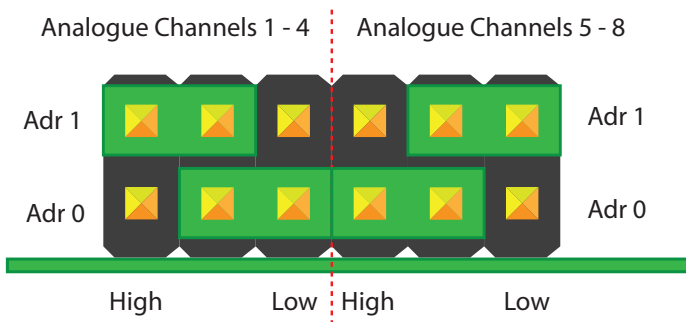 Analogue Channels 1 - 4 Analogue Channels 5 - 8
Adr 1 Adr 1
Adr 0 Adr 0
High Low High Low